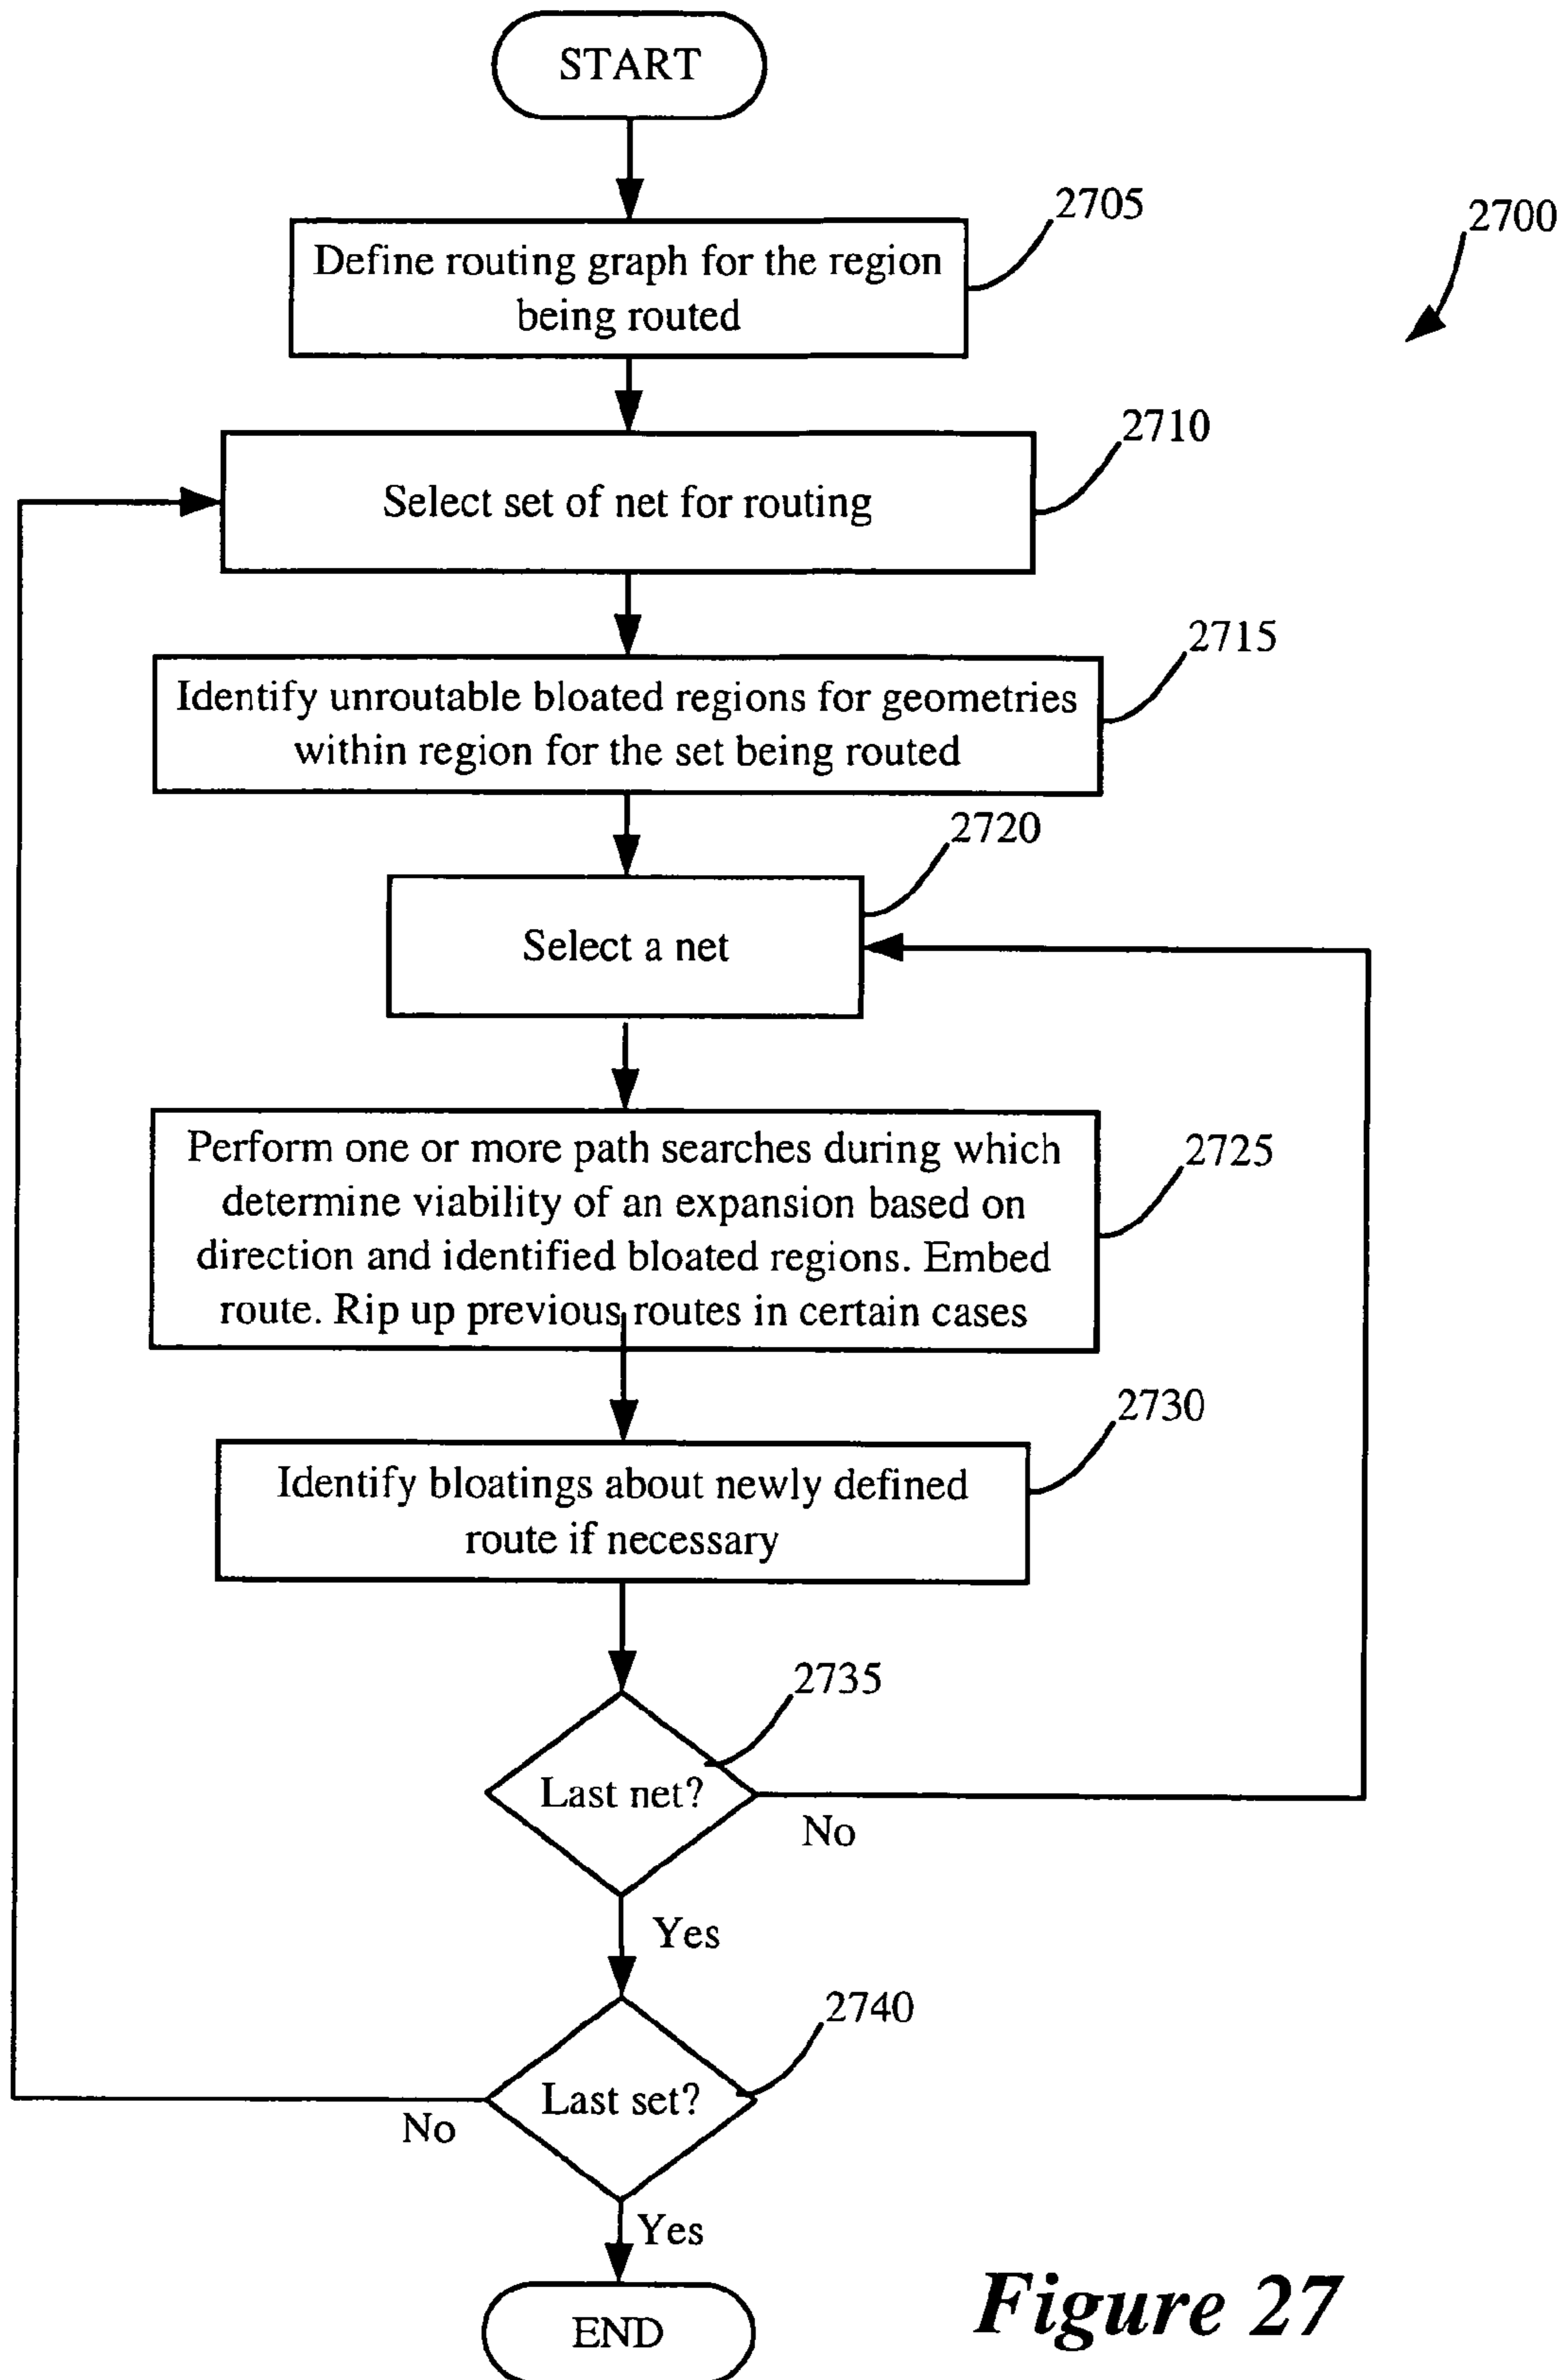 START
2705
2700
Define routing graph for the region
being routed
2710
Select set of net for routing
2715
Identify unroutable bloated regions for geometries
within region for the set being routed
2720
Select a net
2725
Perform one or more path searches during which
determine viability of an expansion based on
direction and identified bloated regions. Embed
route. Rip up previous routes in certain cases
2730
Identify bloatings about newly defined
route if necessary
2735
Last net?
No
Yes
2740
Last set?
No
Yes
END
Figure 27